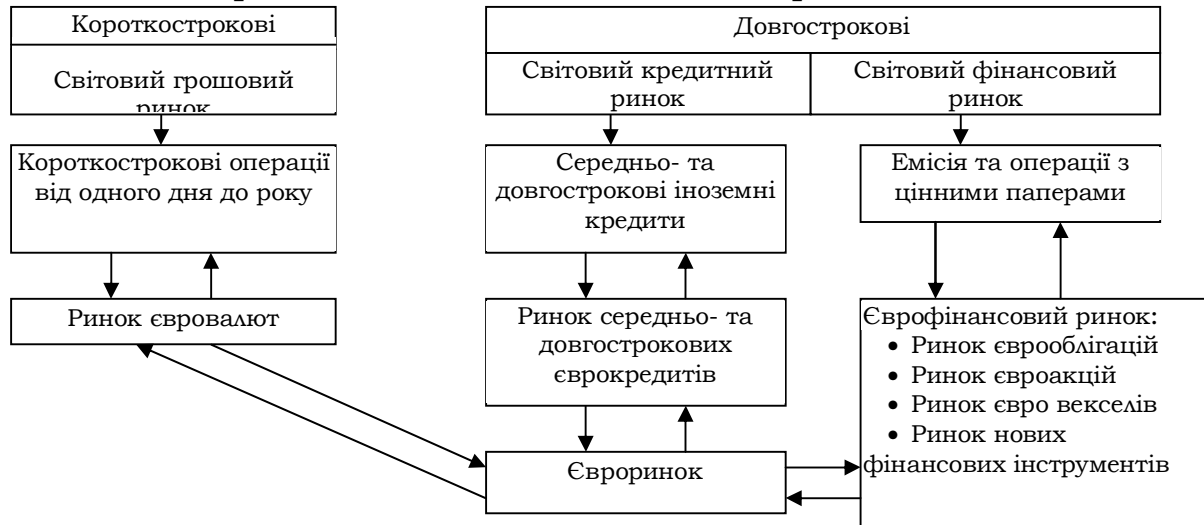 Короткострокові
Світовий грошовий
ринок
Довгострокові
Світовий кредитний
ринок
Світовий фінансовий
ринок
Короткострокові операції
від одного дня до року
Середньо- та
довгострокові іноземні
кредити
Емісія та операції з
цінними паперами
Ринок євровалют
Ринок середньо- та
довгострокових
єврокредитів
Єврофінансовий ринок:
• Ринок єврооблігацій
• Ринок євроакцій
• Ринок євро векселів
• Ринок нових
фінансових інструментів
Євроринок